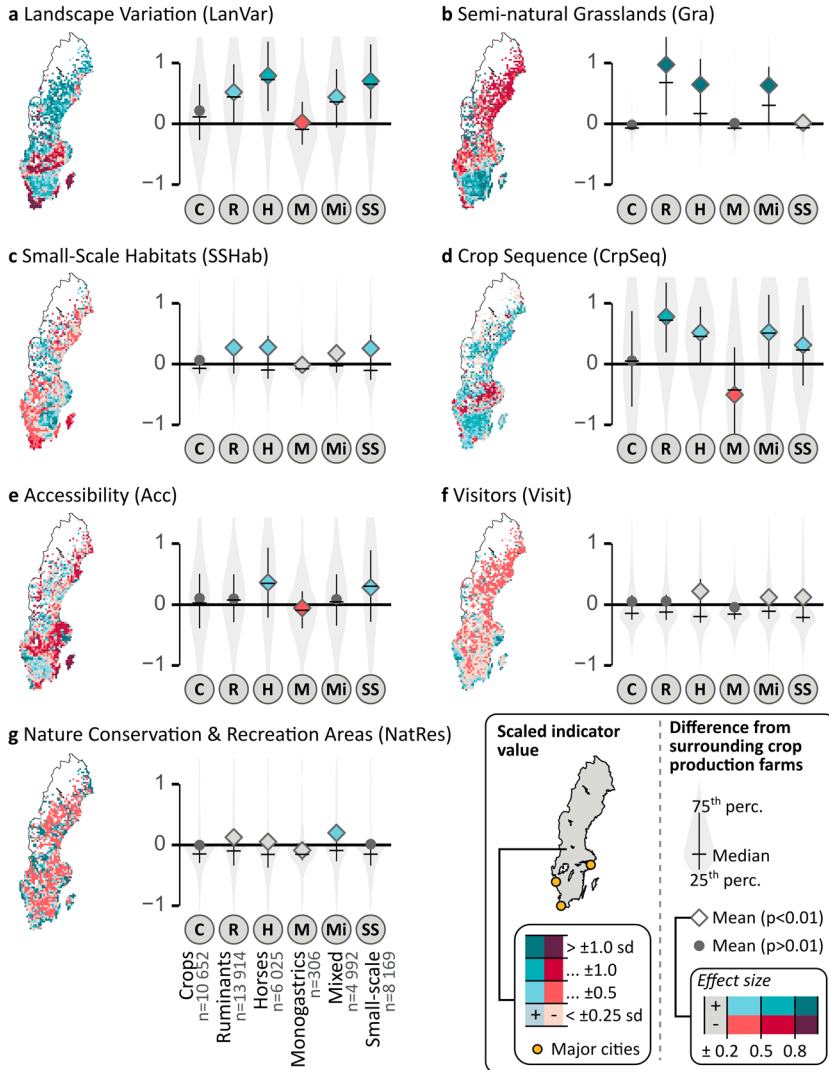 a Landscape Variation (LanVar)
1
0
−1
C R H M Mi SS
b Semi-natural Grasslands (Gra)
1
0
−1
C R H M Mi SS
c Small-Scale Habitats (SSHab)
1
0
−1
C R H M Mi SS
d Crop Sequence (CrpSeq)
1
0
−1
C R H M Mi SS
e Accessibility (Acc)
1
0
−1
C R H M Mi SS
f Visitors (Visit)
1
0
−1
C R H M Mi SS
g Nature Conservation & Recreation Areas (NatRes)
1
0
−1
C R H M Mi SS
Crops
n=10 652
Ruminants
n=13 914
Horses
n=6 025
Monogastrics
n=306
Mixed
n=4 992
Small-scale
n=8 169
Scaled indicator
value
> ±1.0 sd
... ±1.0
... ±0.5
+ - < ±0.25 sd
Major cities
Difference from
surrounding crop
production farms
75th perc.
Median
25th perc.
Mean (p<0.01)
Mean (p>0.01)
Effect size
+
-
± 0.2 0.5 0.8